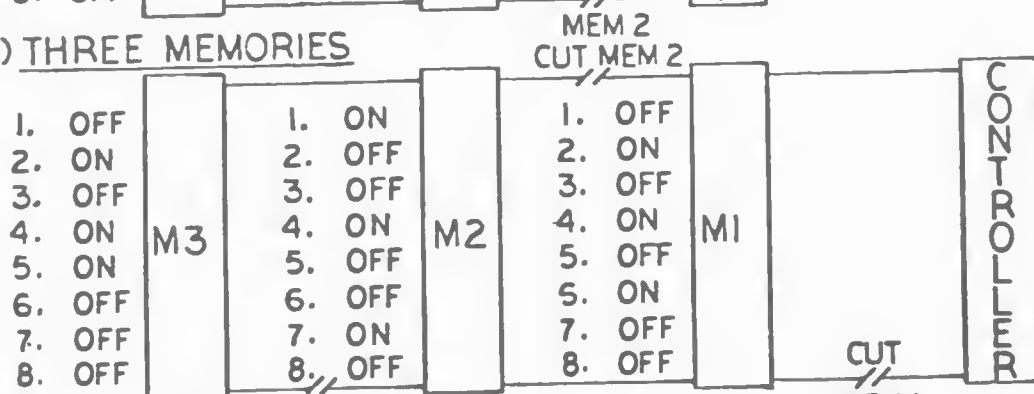 MEM 2
) THREE MEMORIES
CUT MEM 2
1. OFF
2. ON
3. OFF
4. ON
5. ON
6. OFF
7. OFF
8. OFF
M3
1. ON
2. OFF
3. OFF
4. ON
5. OFF
6. OFF
7. ON
8. OFF
M2
1. OFF
2. ON
3. OFF
4. ON
5. OFF
5. ON
7. OFF
8. OFF
M1
CUT
CONTROLLER